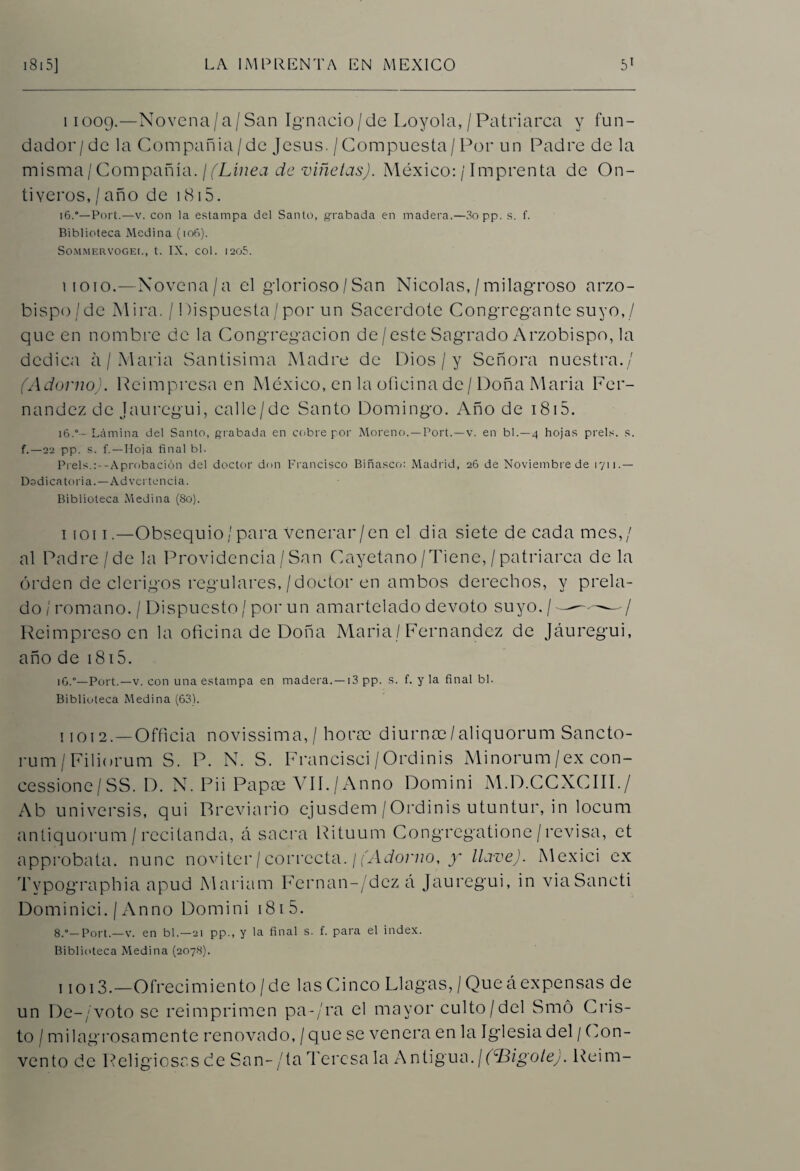 1815] LA IMPRENTA EN MEXICO 51
11009.—Novena/a/San Ignacio/de Loyola,/Patriarca y fun-
dador/de la Compañia/de Jesus./Compuesta/Por un Padre de la
misma/Compañía./(Linea de viñetas). México:/Imprenta de On-
tiveros,/año de 1815.
16.°—Port.—v. con la estampa del Santo, grabada en madera.—30 pp. s. f.
Biblioteca Medina (106).
SOMMERVOGEL, t. IX, col. 1205.
11010.—Novena/a el glorioso/San Nicolas,/milagroso arzo-
bispo/de Mira./Dispuesta/por un Sacerdote Congregante suyo,/
que en nombre de la Congregacion de/este Sagrado Arzobispo, la
dedica à/Maria Santisima Madre de Dios/y Señora nuestra./
(Adorno). Reimpresa en México, en la oficina de/Doña Maria Fer-
nandez de Jauregui, calle/de Santo Domingo. Año de 1815.
16.°—Lámina del Santo, grabada en cobre por Moreno.—Port.—v. en bl.—4 hojas prels. s.
f.—22 pp. s. f.—Hoja final bl.
Prels.:—Aprobación del doctor don Francisco Biñasco: Madrid, 26 de Noviembre de 1711.—
Dedicatoria.—Advertencia.
Biblioteca Medina (80).
11011.—Obsequio/para venerar/en el dia siete de cada mes,/
al Padre/de la Providencia/San Cayetano/Tiene,/patriarca de la
órden de clerigos regulares,/doctor en ambos derechos, y prela-
do/romano./Dispuesto/por un amartelado devoto suyo./——/
Reimpreso en la oficina de Doña Maria/Fernandez de Jáuregui,
año de 1815.
16.°—Port.—v. con una estampa en madera.—13 pp. s. f. y la final bl.
Biblioteca Medina (63).
11012.—Officia novissima,/horæ diurnæ/aliquorum Sancto-
rum/Filiorum S. P. N. S. Francisci/Ordinis Minorum/ex con-
cessione/SS. D. N. Pii Papæ VII./Anno Domini M.D.CCXCIII./
Ab universis, qui Breviario ejusdem/Ordinis utuntur, in locum
antiquorum/recitanda, á sacra Rituum Congregatione/revisa, et
approbata. nunc noviter/correcta./(Adorno, y llave). Mexici ex
Typographia apud Mariam Fernan-/dez á Jauregui, in via Sancti
Dominici./Anno Domini 1815.
8.°—Port.—v. en bl.—21 pp., y la final s. f. para el index.
Biblioteca Medina (2078).
11013.—Ofrecimiento/de las Cinco Llagas,/Que á expensas de
un De-/voto se reimprimen pa-/ra el mayor culto/del Smô Cris-
to/milagrosamente renovado,/que se venera en la Iglesia del/Con-
vento de Religiosas de San-/ta Teresa la Antigua./(Bigote). Reim-